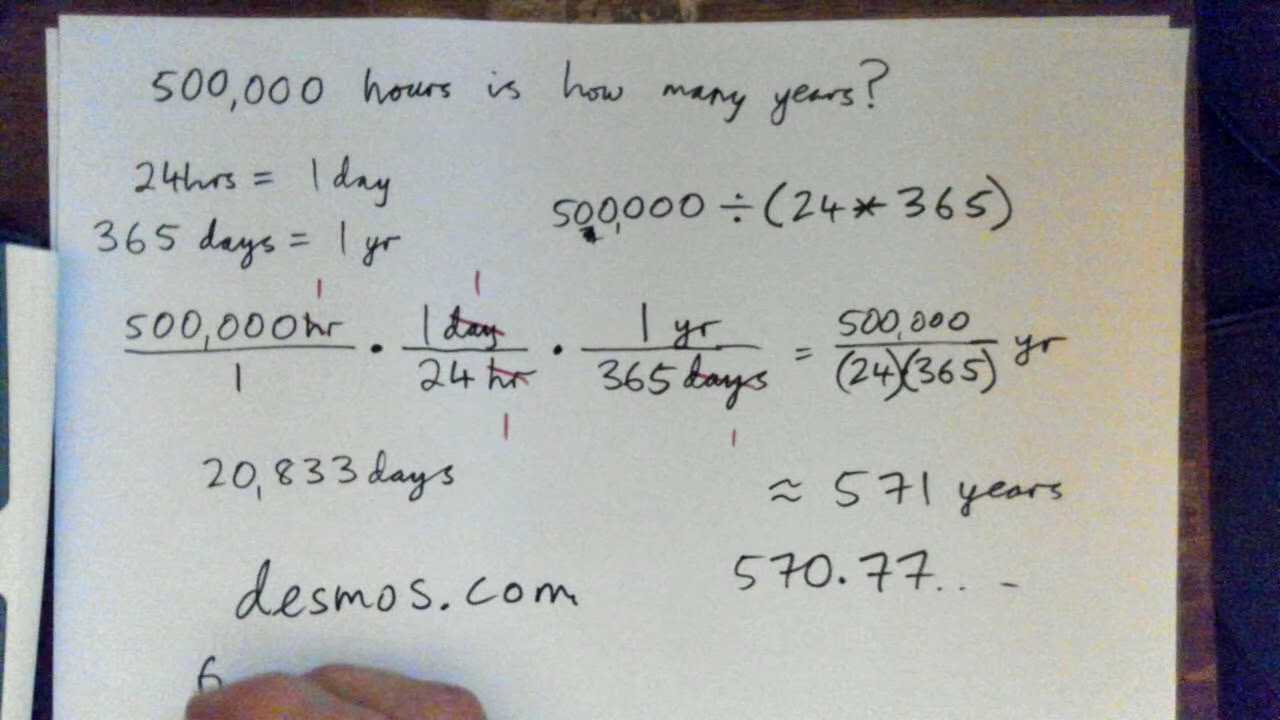 500,000 hours is how many years?
24hrs = 1 day
365 days = 1 yr
500,000 ÷ (24 * 365)
500,000hr/1 • 1 day/24 hr • 1 yr/365 days = 500,000/(24)(365) yr
20,833 days
≈ 571 years
desmos.com
570.77...
6